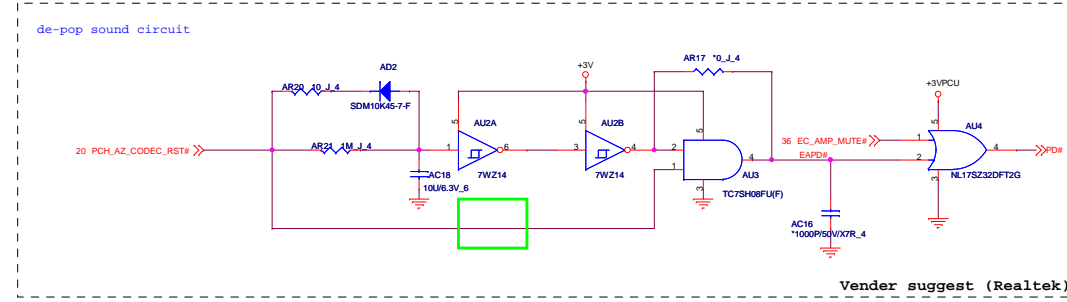 de-pop sound circuit
AD2
SDM10K45-7-F
AR20 10_J_4
AR21 1M_J_4
20 PCH_AZ_CODEC_RST#
AC18
10U/6.3V_6
+3V
AU2A
5
1
6
7WZ14
AU2B
5
3
4
7WZ14
AR17 *0_J_4
5
2
1
4
3
AU3
TC7SH08FU(F)
36 EC_AMP_MUTE#
EAPD#
AC16
*1000P/50V/X7R_4
+3VPCU
5
AU4
1
2
4
3
NL17SZ32DFT2G
PD#
Vender suggest (Realtek)